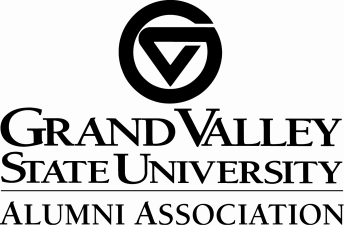 GRAND VALLEY
STATE UNIVERSITY
ALUMNI ASSOCIATION